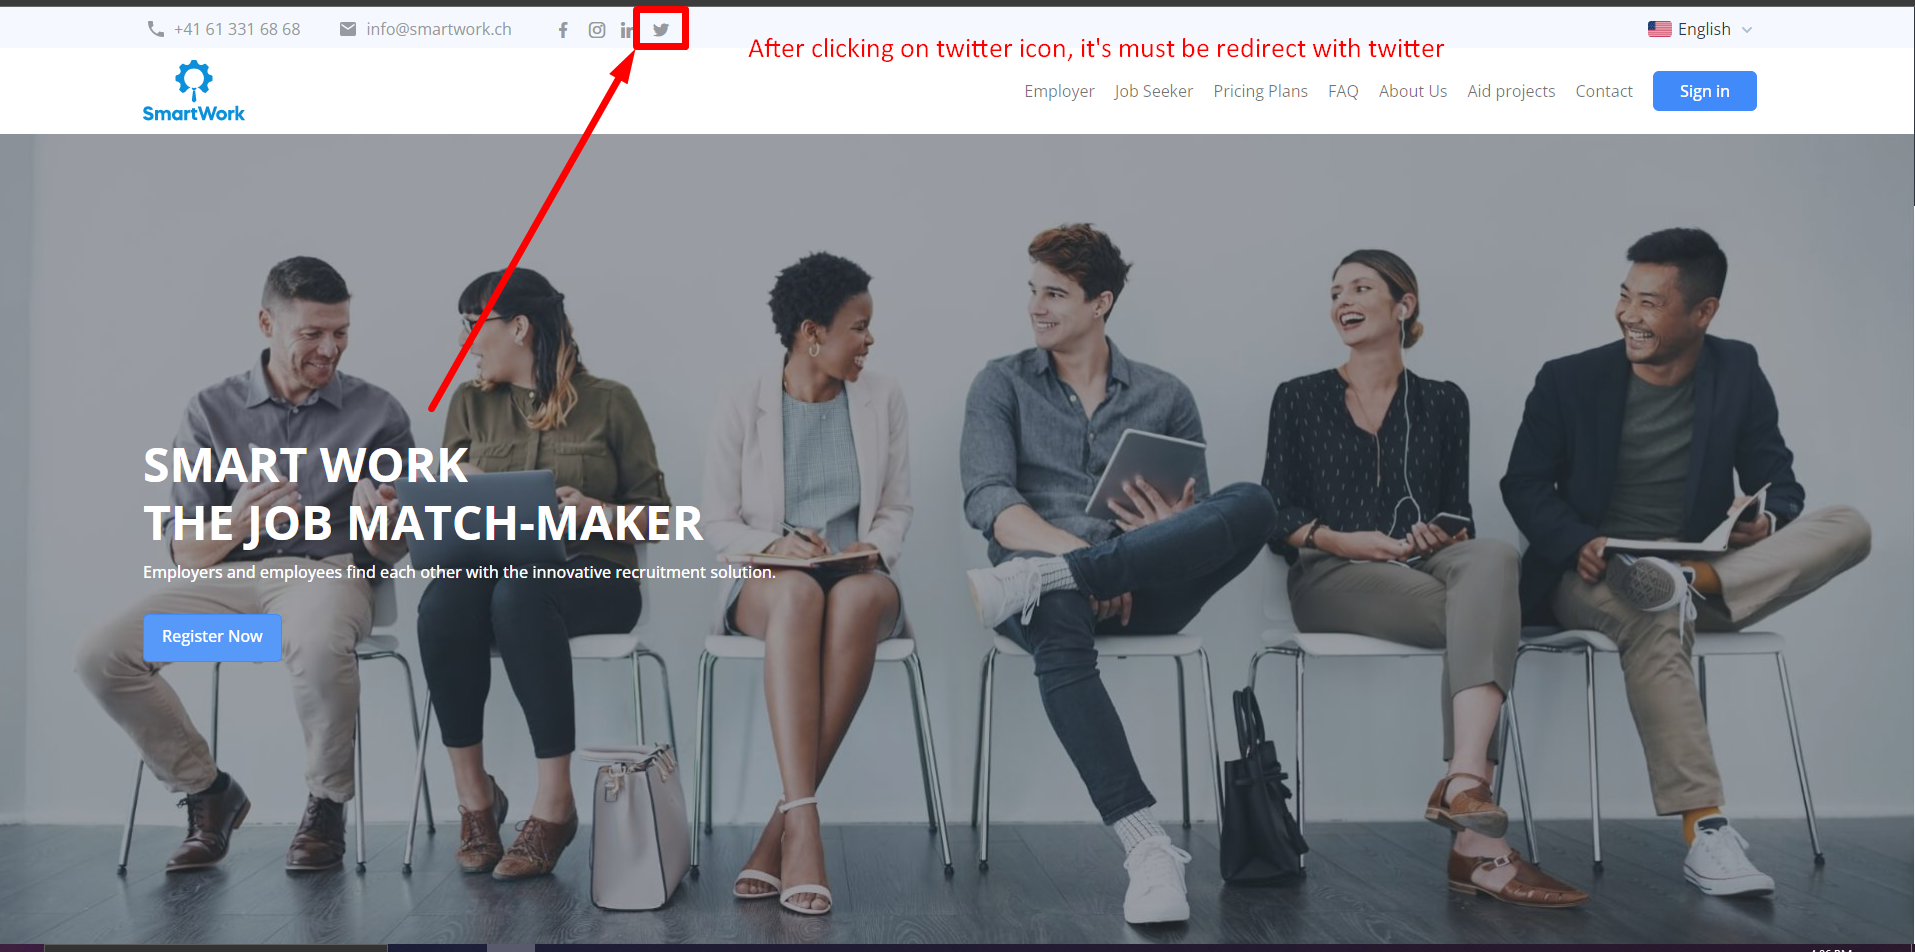 +41 61 331 68 68
info@smartwork.ch
English
After clicking on twitter icon, it's must be redirect with twitter
SmartWork
Employer
Job Seeker
Pricing Plans
FAQ
About Us
Aid projects
Contact
Sign in
SMART WORK
THE JOB MATCH-MAKER
Employers and employees find each other with the innovative recruitment solution.
Register Now